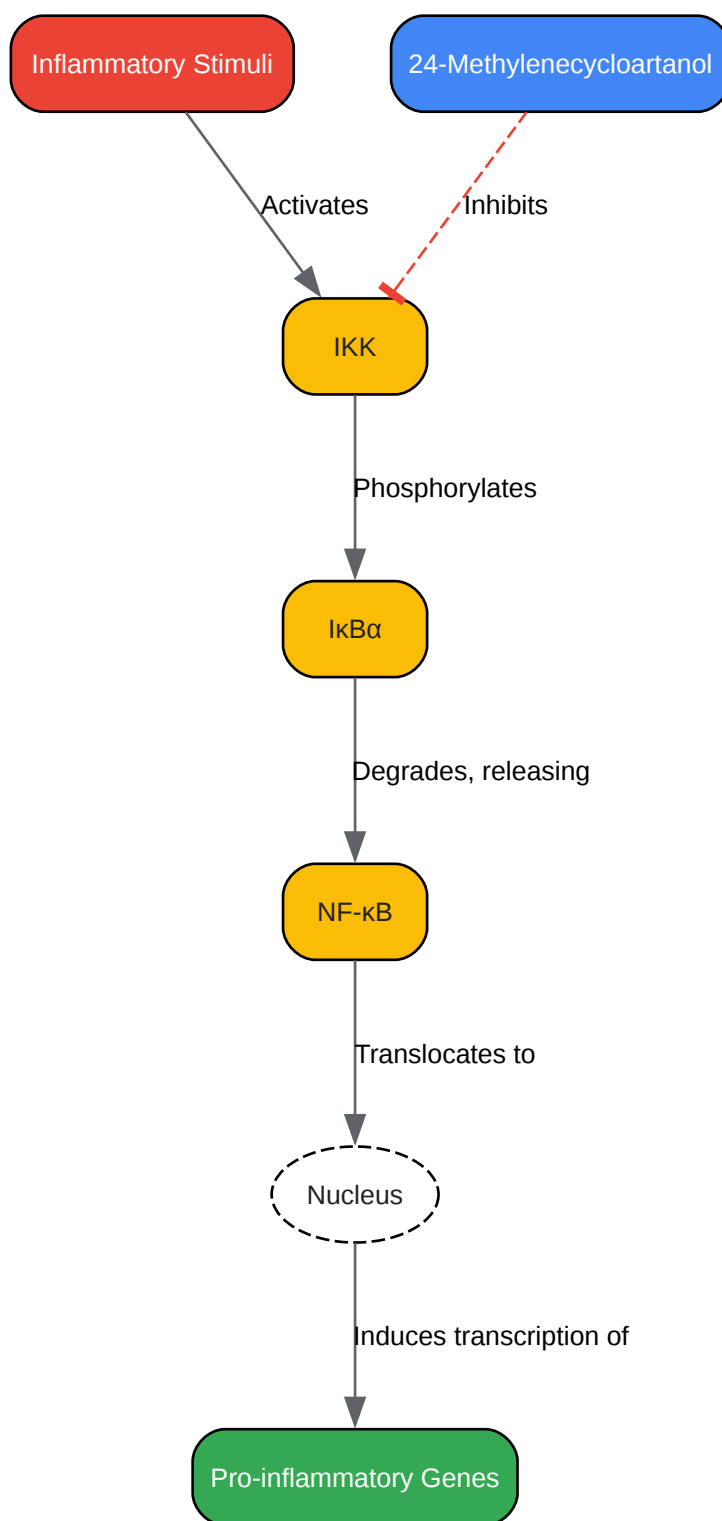 Inflammatory Stimuli
24-Methylenecycloartanol
Activates
Inhibits
IKK
Phosphorylates
IκBα
Degrades, releasing
NF-κB
Translocates to
Nucleus
Induces transcription of
Pro-inflammatory Genes